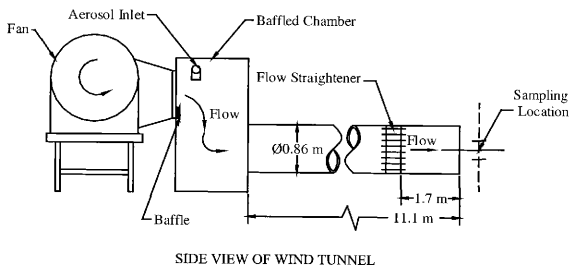 Aerosol Inlet
Baffled Chamber
Fan
Flow Straightener
Sampling
Location
Flow
Flow
Ø0.86 m
1.7 m
11.1 m
Baffle
SIDE VIEW OF WIND TUNNEL